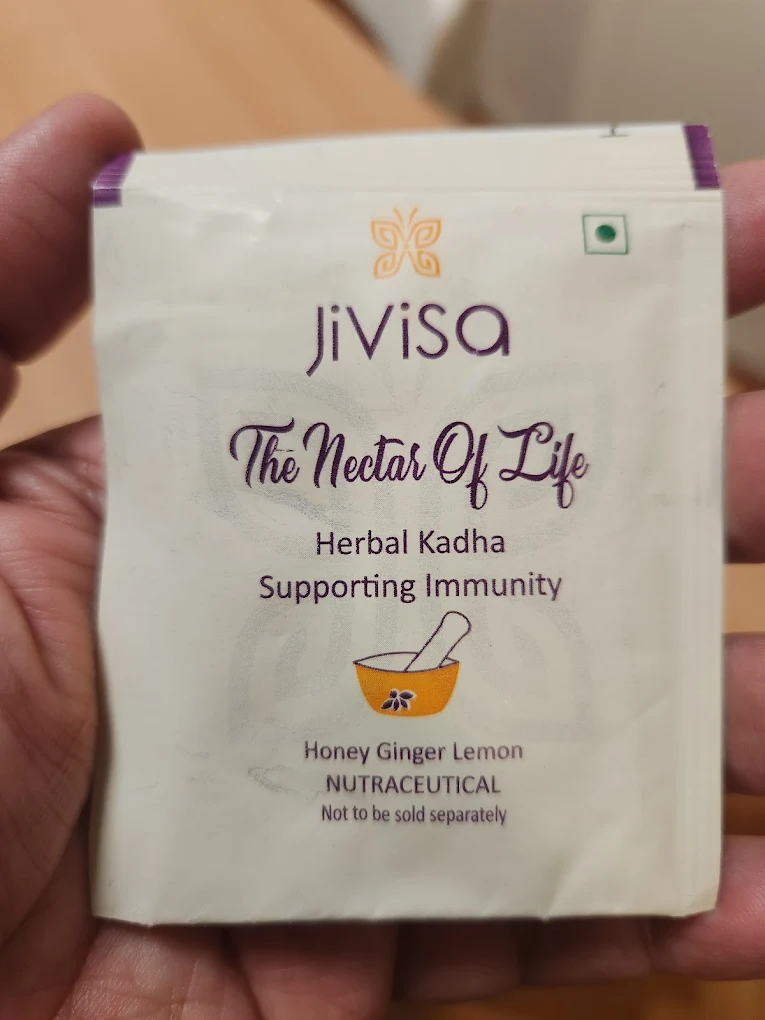 JiViSa
The Nectar Of Life
Herbal Kadha
Supporting Immunity
Honey Ginger Lemon
NUTRACEUTICAL
Not to be sold separately